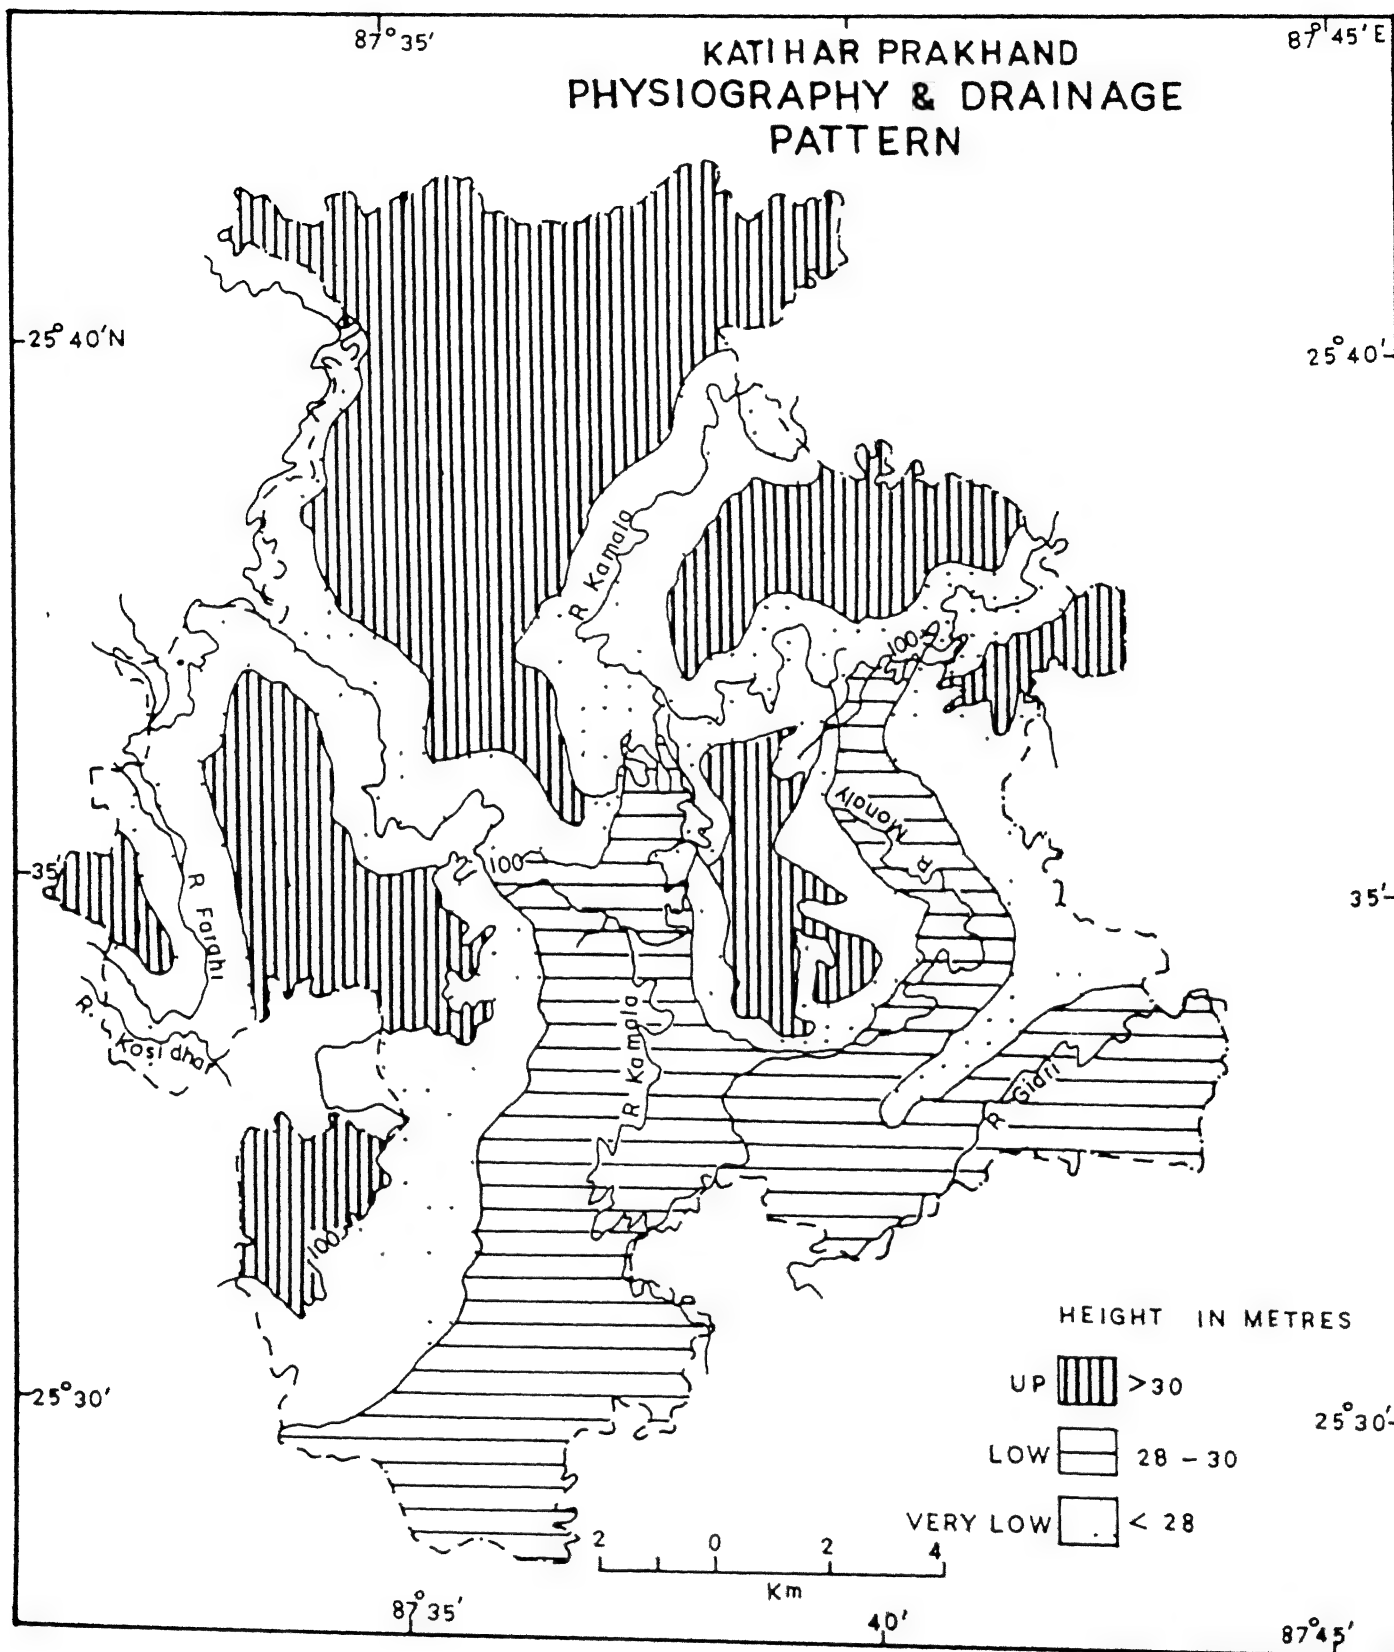 87°35'
87°45'E
KATIHAR PRAKHAND
PHYSIOGRAPHY & DRAINAGE
PATTERN
25°40'N
25°40'
R Kamala
100
Monaly R
35'
100
R Farahi
35'
R. Kosi dhar
R Kamala
R Gidri
100
HEIGHT IN METRES
UP >30
25°30'
25°30'
LOW 28 – 30
VERY LOW < 28
2 0 2 4
Km
87°35'
40'
87°45'